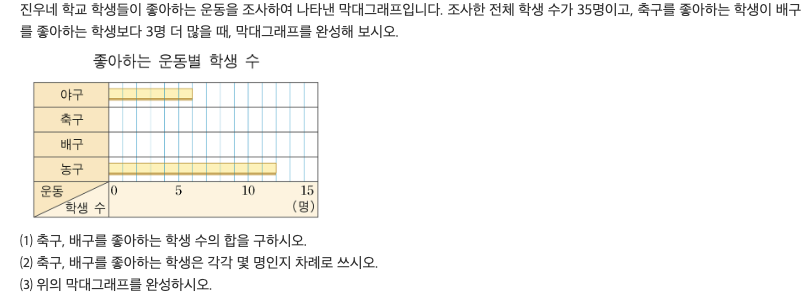 진우네 학교 학생들이 좋아하는 운동을 조사하여 나타낸 막대그래프입니다. 조사한 전체 학생 수가 35명이고, 축구를 좋아하는 학생이 배구
를 좋아하는 학생보다 3명 더 많을 때, 막대그래프를 완성해 보시오.
좋아하는 운동별 학생 수
야구
축구
배구
농구
운동 0 5 10 15
학생 수 (명)
(1) 축구, 배구를 좋아하는 학생 수의 합을 구하시오.
(2) 축구, 배구를 좋아하는 학생은 각각 몇 명인지 차례로 쓰시오.
(3) 위의 막대그래프를 완성하시오.